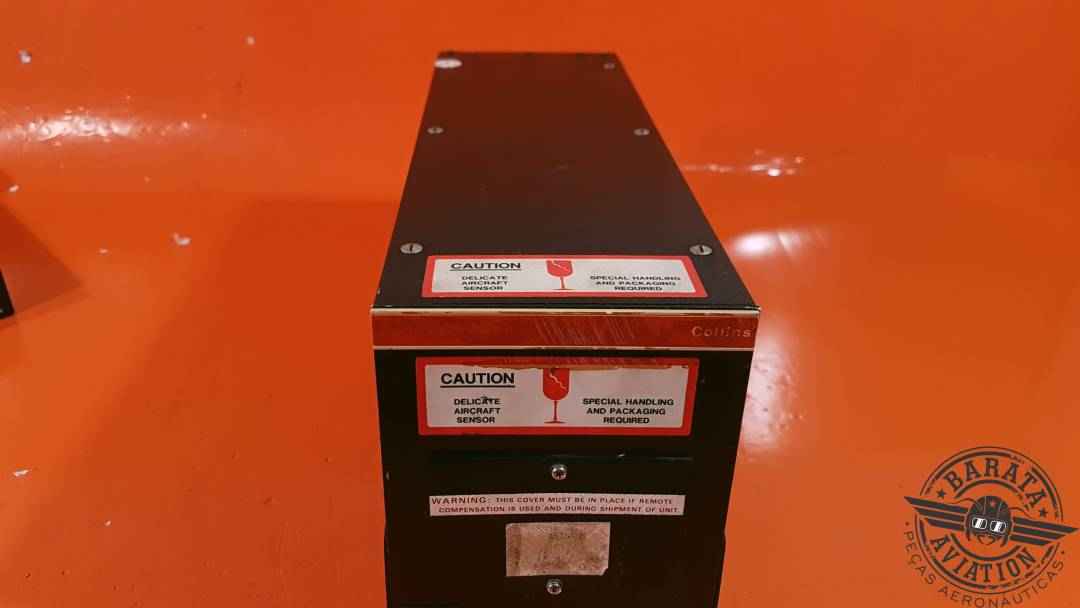 CAUTION
DELICATE
AIRCRAFT
SENSOR
SPECIAL HANDLING
AND PACKAGING
REQUIRED
Collins
CAUTION
DELICATE
AIRCRAFT
SENSOR
SPECIAL HANDLING
AND PACKAGING
REQUIRED
WARNING: THIS COVER MUST BE IN PLACE IF REMOTE
COMPENSATION IS USED AND DURING SHIPMENT OF UNIT.
BARATA
AVIATION
PEÇAS AERONÁUTICAS